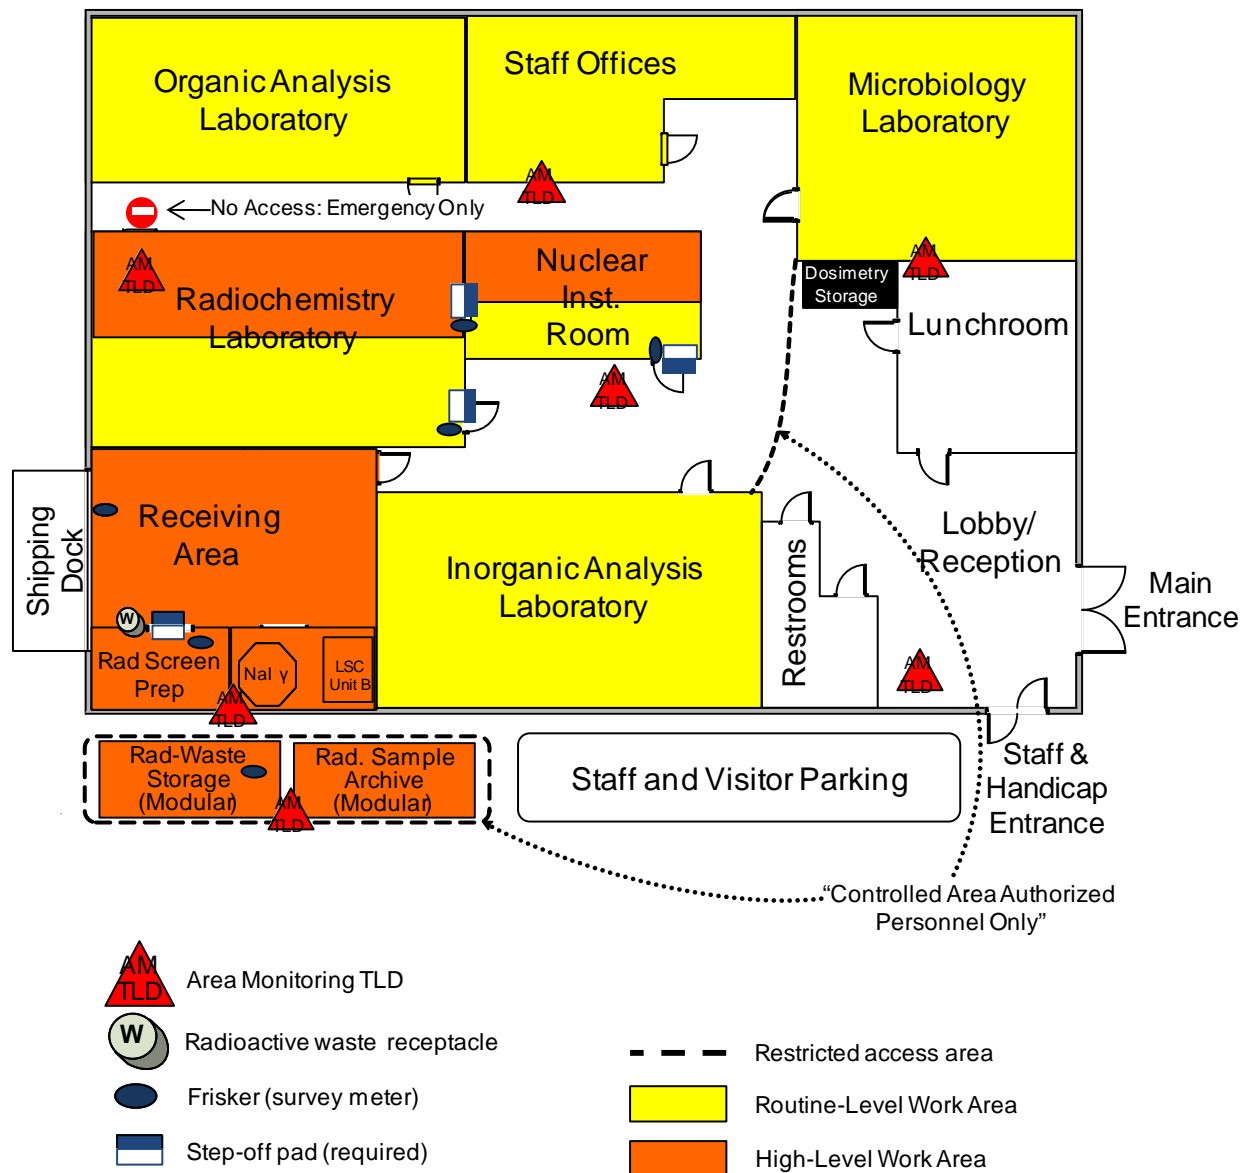 Organic Analysis
Laboratory
Staff Offices
Microbiology
Laboratory
AM
TLD
No Access: Emergency Only
AM
TLD
Radiochemistry
Laboratory
Nuclear
Inst.
Room
AM
TLD
Dosimetry
Storage
Lunchroom
AM
TLD
Shipping
Dock
Receiving
Area
Inorganic Analysis
Laboratory
Restrooms
Lobby/
Reception
Main
Entrance
W
Rad Screen
Prep
NaI γ
LSC
Unit B
AM
TLD
AM
TLD
Rad-Waste
Storage
(Modular)
Rad. Sample
Archive
(Modular)
AM
TLD
Staff and Visitor Parking
Staff &
Handicap
Entrance
“Controlled Area Authorized
Personnel Only”
AM
TLD
Area Monitoring TLD
W
Radioactive waste receptacle
Frisker (survey meter)
Step-off pad (required)
Restricted access area
Routine-Level Work Area
High-Level Work Area